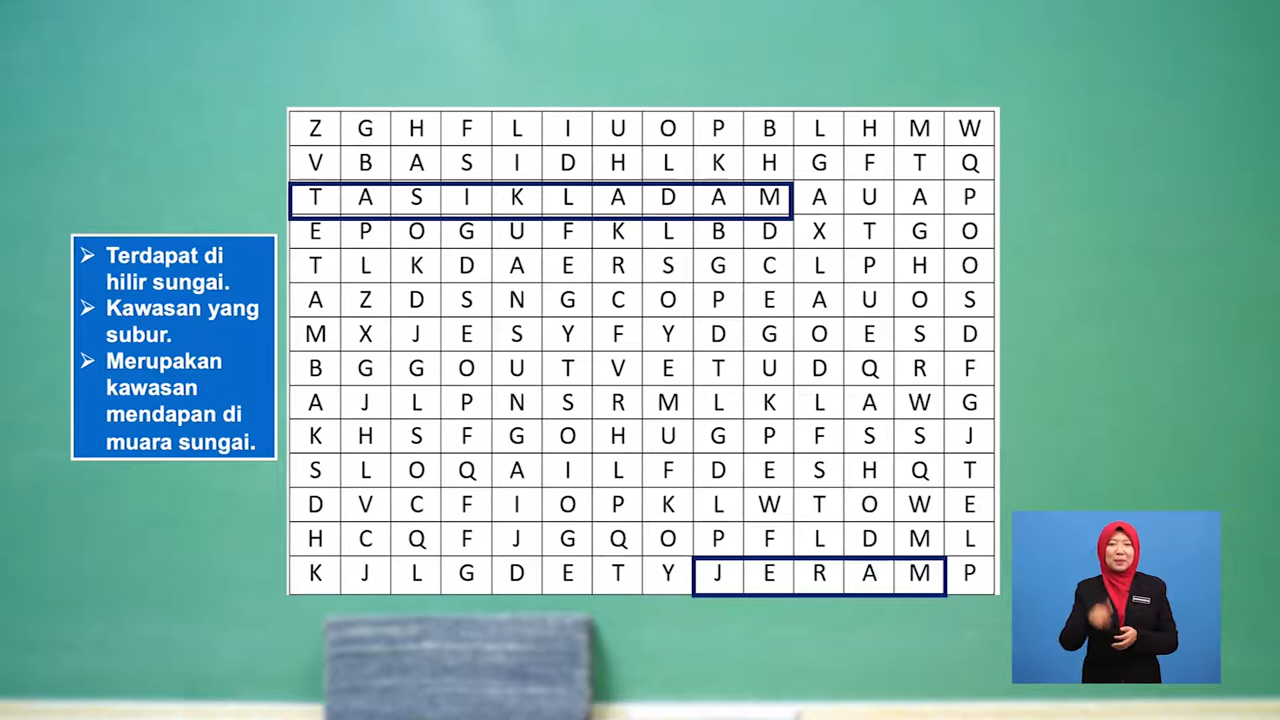 Z G H F L I U O P B L H M W
V B A S I D H L K H G F T Q
T A S I K L A D A M A U A P
E P O G U F K L B D X T G O
T L K D A E R S G C L P H O
A Z D S N G C O P E A U O S
M X J E S Y F Y D G O E S D
B G G O U T V E T U D Q R F
A J L P N S R M L K L A W G
K H S F G O H U G P F S S J
S L O Q A I L F D E S H Q T
D V C F I O P K L W T O W E
H C Q F J G Q O P F L D M L
K J L G D E T Y J E R A M P
Terdapat di
hilir sungai.
Kawasan yang
subur.
Merupakan
kawasan
mendapan di
muara sungai.